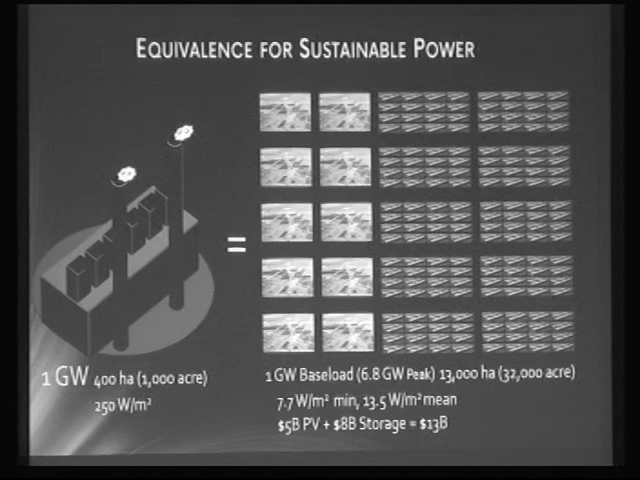 EQUIVALENCE FOR SUSTAINABLE POWER
=
1 GW 400 ha (1,000 acre)
250 W/m²
1 GW Baseload (6.8 GW Peak) 13,000 ha (32,000 acre)
7.7 W/m² min, 13.5 W/m² mean
$5B PV + $8B Storage = $13B